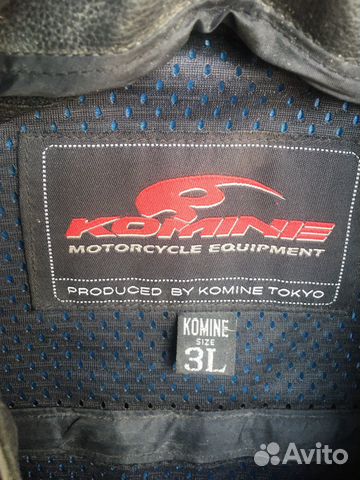 KOMINE
MOTORCYCLE EQUIPMENT
PRODUCED BY KOMINE TOKYO
KOMINE
SIZE
3L
Avito